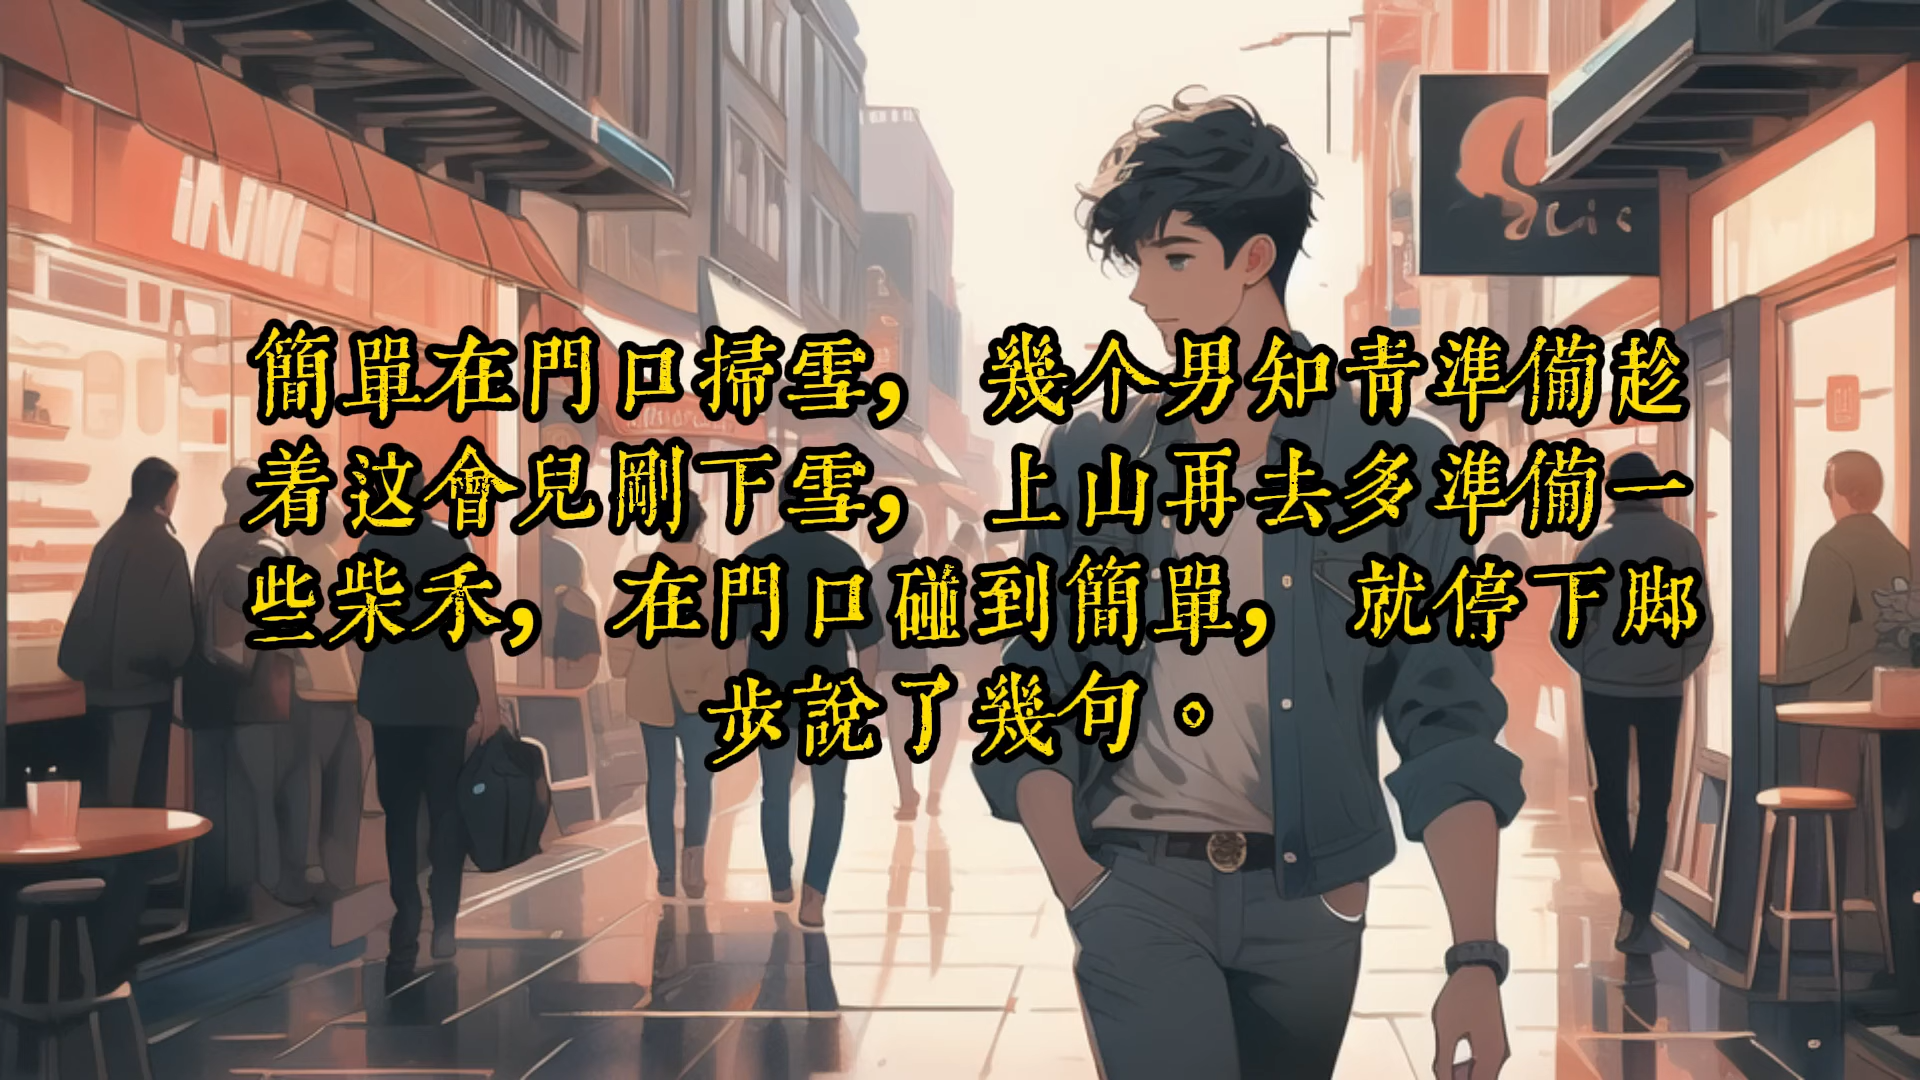 簡單在門口掃雪，幾个男知青準備趁
着这會兒剛下雪，上山再去多準備一
些柴禾，在門口碰到簡單，就停下脚
步說了幾句。